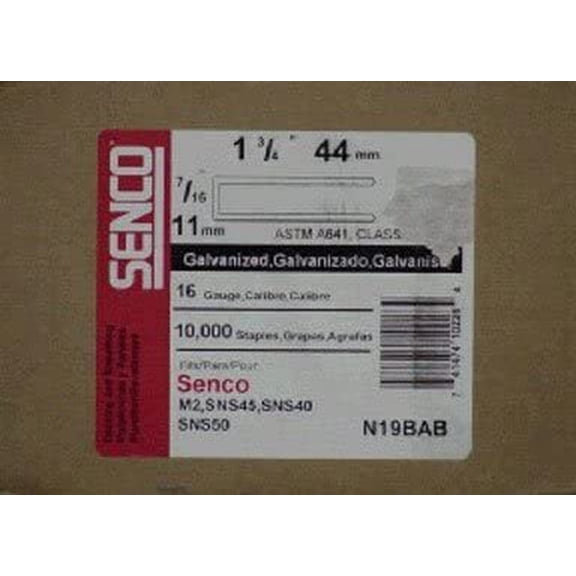 SENCO
1 3/4" 44 mm
7/16
11 mm
ASTM A641, CLASS
Galvanized,Galvanizado,Galvanis
16 Gauge,Calibre,Calibre
10,000 Staples,Grapas,Agrafes
Fits/Para/Pour
Senco
M2,SNS45,SNS40
SNS50
N19BAB